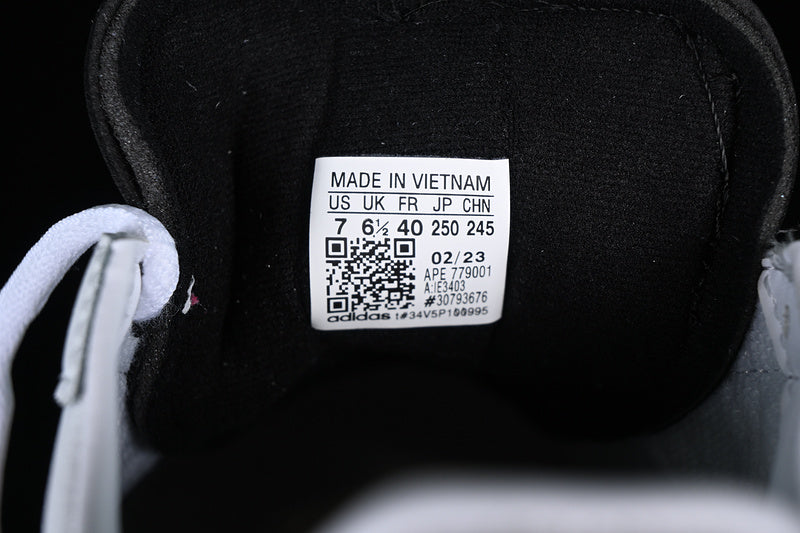 MADE IN VIETNAM
US UK FR JP CHN
7 6½ 40 250 245
02/23
APE 779001
A:IE3403
#30793676
adidas t#34V5P100995